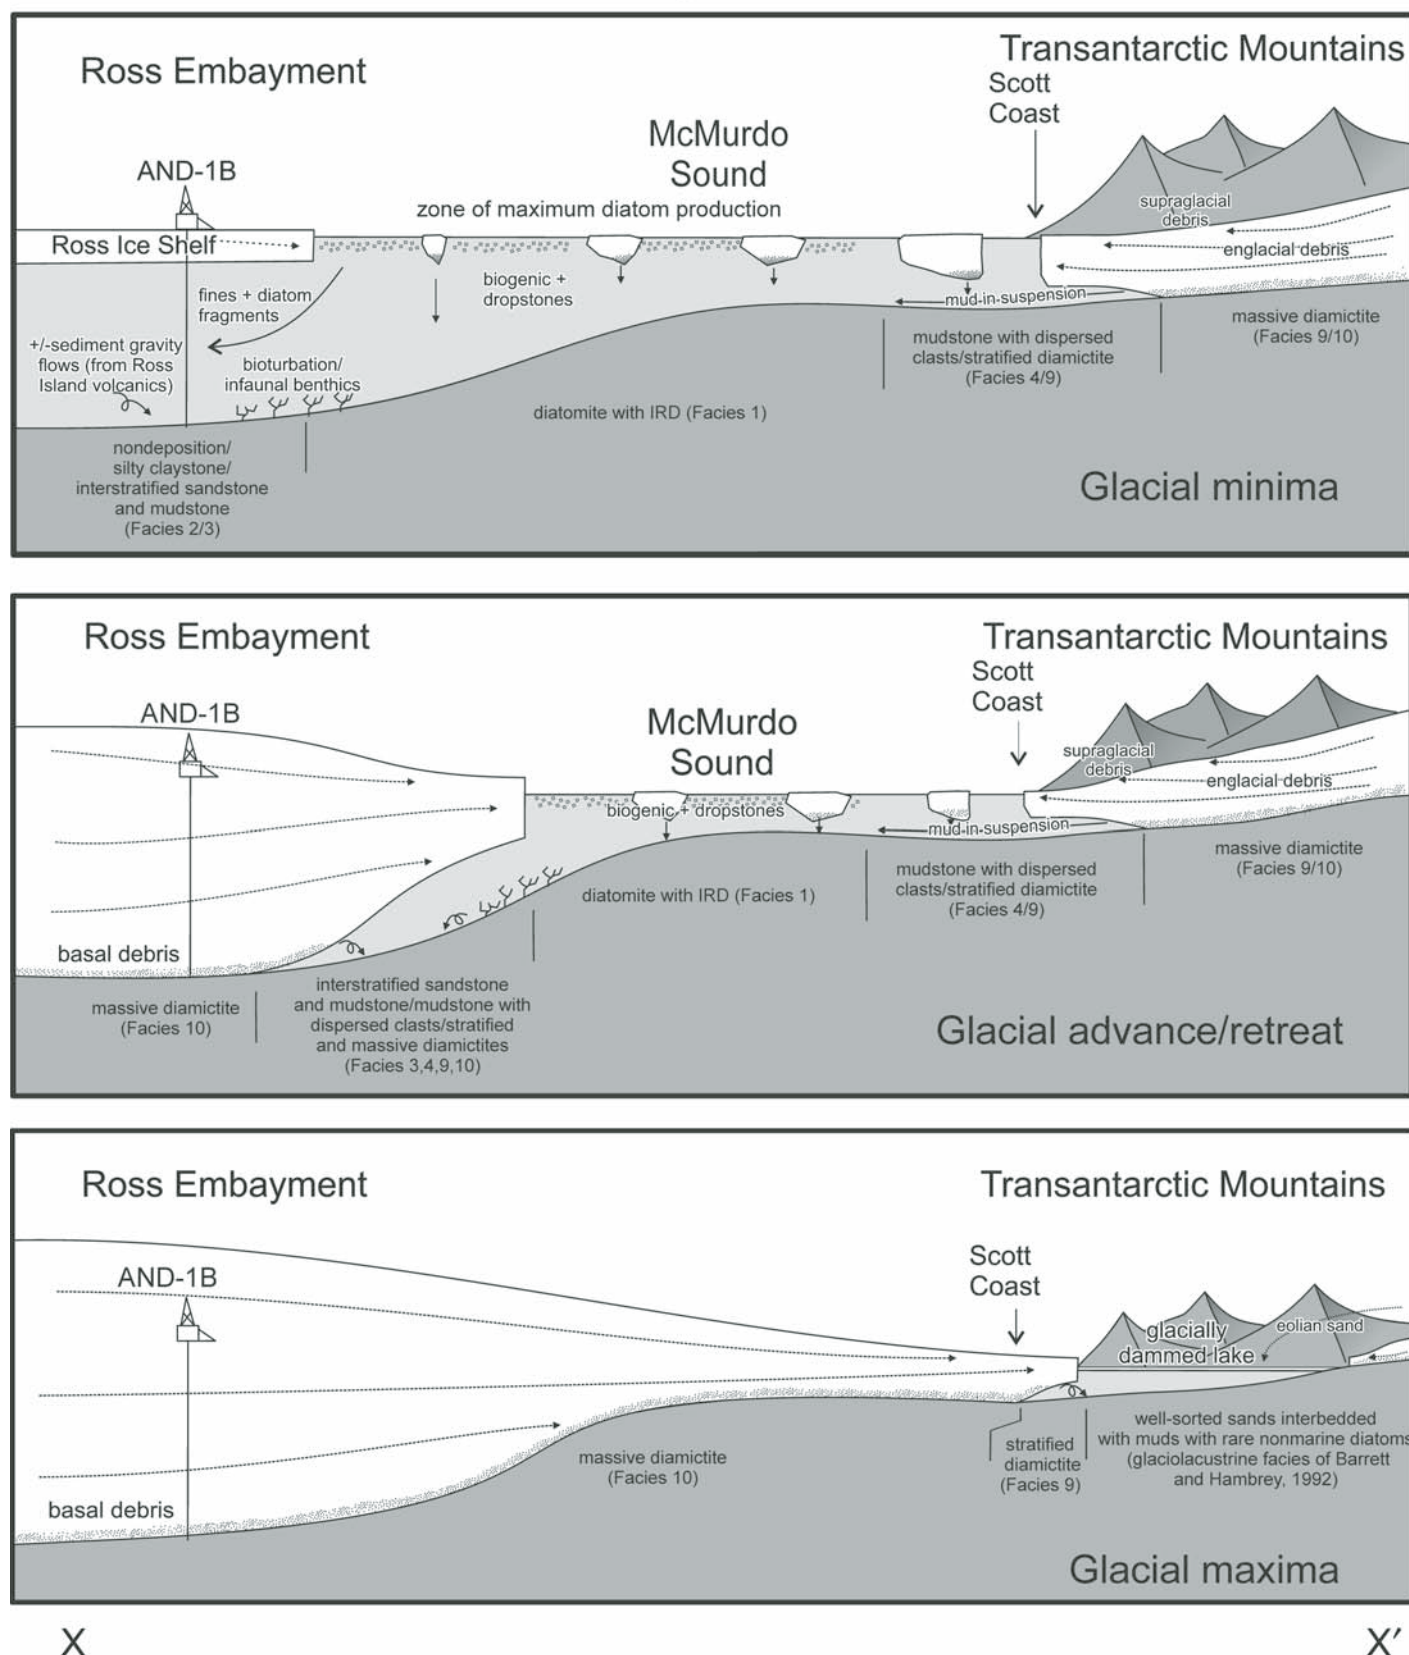 Ross Embayment
Transantarctic Mountains
Scott
Coast
McMurdo
Sound
AND-1B
zone of maximum diatom production
supraglacial
debris
Ross Ice Shelf
englacial debris
biogenic +
dropstones
fines + diatom
fragments
mud in suspension
massive diamictite
(Facies 9/10)
+/-sediment gravity
flows (from Ross
Island volcanics)
bioturbation/
infaunal benthics
mudstone with dispersed
clasts/stratified diamictite
(Facies 4/9)
diatomite with IRD (Facies 1)
nondeposition/
silty claystone/
interstratified sandstone
and mudstone
(Facies 2/3)
Glacial minima
Ross Embayment
Transantarctic Mountains
Scott
Coast
AND-1B
McMurdo
Sound
supraglacial
debris
englacial debris
biogenic + dropstones
mud in suspension
massive diamictite
(Facies 9/10)
mudstone with dispersed
clasts/stratified diamictite
(Facies 4/9)
diatomite with IRD (Facies 1)
basal debris
massive diamictite
(Facies 10)
interstratified sandstone
and mudstone/mudstone with
dispersed clasts/stratified
and massive diamictites
(Facies 3,4,9,10)
Glacial advance/retreat
Ross Embayment
Transantarctic Mountains
Scott
Coast
AND-1B
glacially
dammed lake
eolian sand
massive diamictite
(Facies 10)
stratified
diamictite
(Facies 9)
well-sorted sands interbedded
with muds with rare nonmarine diatoms
(glaciolacustrine facies of Barrett
and Hambrey, 1992)
basal debris
Glacial maxima
X
X′